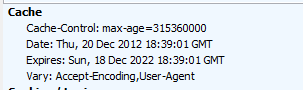 Cache
Cache-Control: max-age=315360000
Date: Thu, 20 Dec 2012 18:39:01 GMT
Expires: Sun, 18 Dec 2022 18:39:01 GMT
Vary: Accept-Encoding,User-Agent